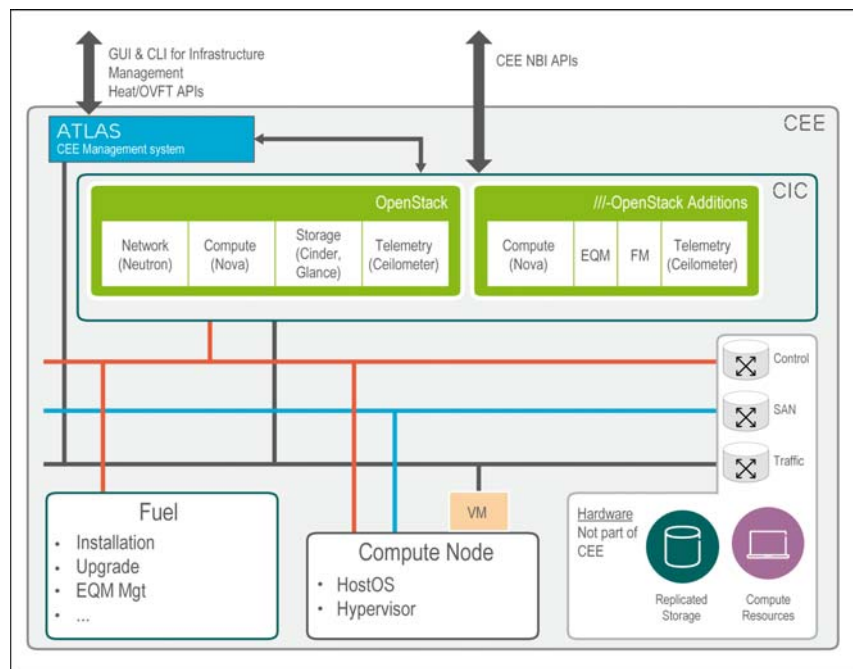 GUI & CLI for Infrastructure
Management
Heat/OVFT APIs
CEE NBI APIs
CEE
ATLAS
CEE Management system
CIC
OpenStack
Network
(Neutron)
Compute
(Nova)
Storage
(Cinder,
Glance)
Telemetry
(Ceilometer)
///-OpenStack Additions
Compute
(Nova)
EQM
FM
Telemetry
(Ceilometer)
Control
SAN
Traffic
Fuel
• Installation
• Upgrade
• EQM Mgt
• ...
VM
Compute Node
• HostOS
• Hypervisor
Hardware
Not part of
CEE
Replicated
Storage
Compute
Resources